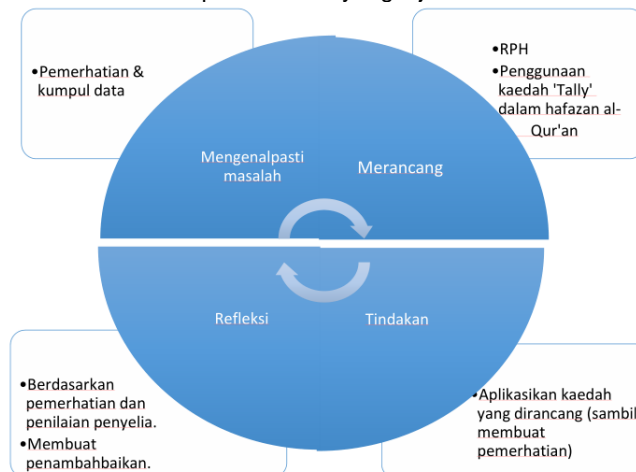 •Pemerhatian &
kumpul data
•RPH
•Penggunaan
kaedah 'Tally'
dalam hafazan al-
Qur'an
Mengenalpasti
masalah
Merancang
Refleksi
Tindakan
•Berdasarkan
pemerhatian dan
penilaian penyelia.
•Membuat
penambahbaikan.
•Aplikasikan kaedah
yang dirancang (sambil
membuat
pemerhatian)